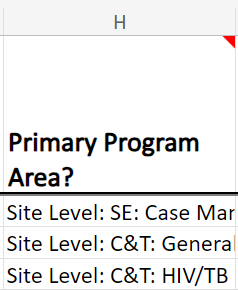 H
Primary Program
Area?
Site Level: SE: Case Mar
Site Level: C&T: General
Site Level: C&T: HIV/TB